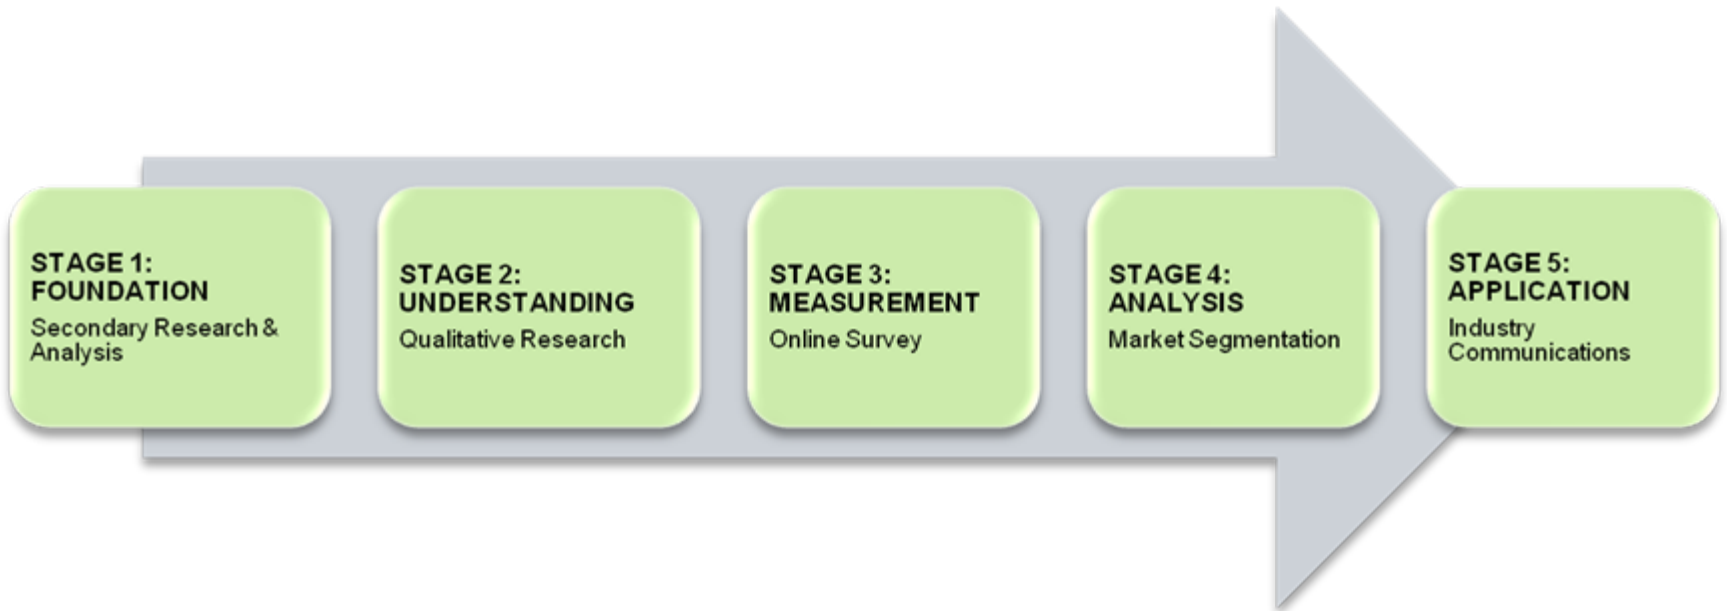 STAGE 1:
FOUNDATION
Secondary Research &
Analysis
STAGE 2:
UNDERSTANDING
Qualitative Research
STAGE 3:
MEASUREMENT
Online Survey
STAGE 4:
ANALYSIS
Market Segmentation
STAGE 5:
APPLICATION
Industry
Communications